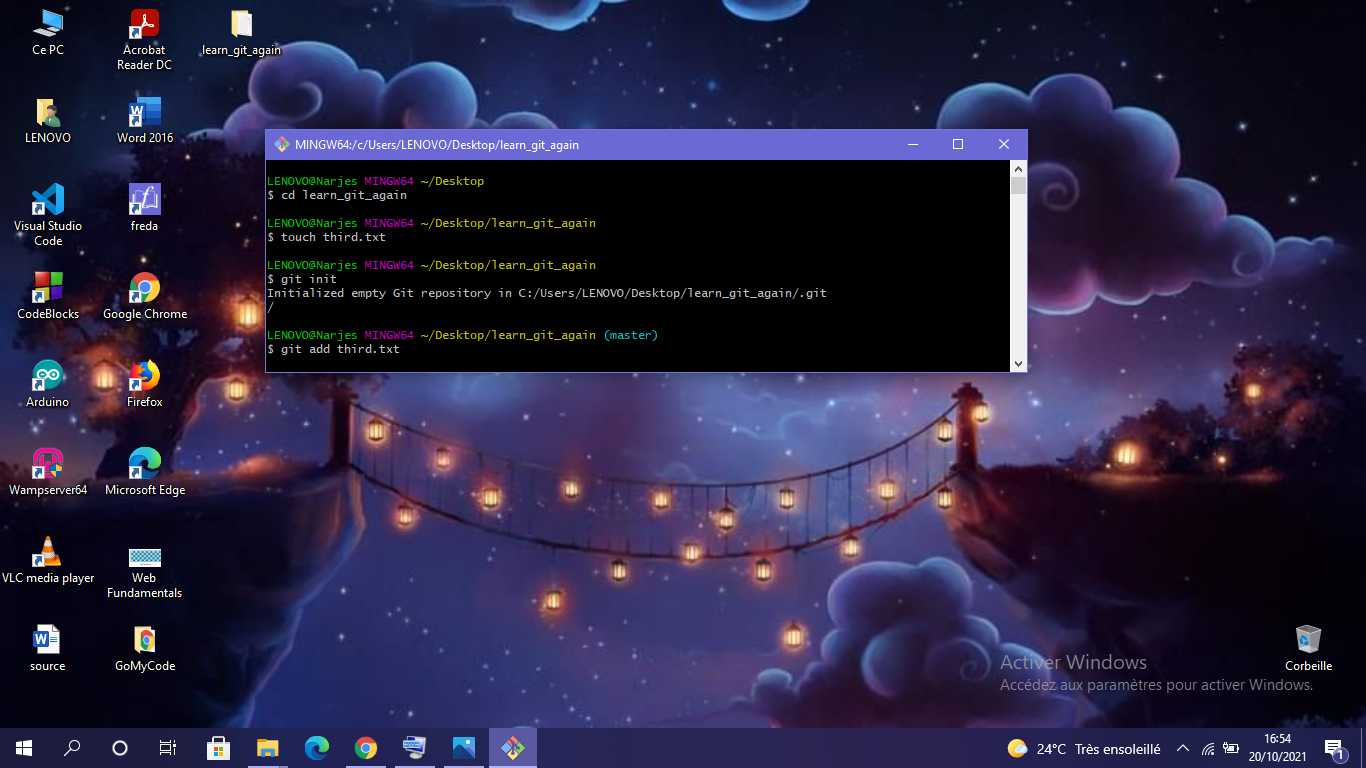 Ce PC
Acrobat
Reader DC
learn_git_again
LENOVO
Word 2016
Visual Studio
Code
freda
CodeBlocks
Google Chrome
Arduino
Firefox
Wampserver64
Microsoft Edge
VLC media player
Web
Fundamentals
source
GoMyCode
MINGW64:/c/Users/LENOVO/Desktop/learn_git_again
LENOVO@Narjes MINGW64 ~/Desktop
$ cd learn_git_again
LENOVO@Narjes MINGW64 ~/Desktop/learn_git_again
$ touch third.txt
LENOVO@Narjes MINGW64 ~/Desktop/learn_git_again
$ git init
Initialized empty Git repository in C:/Users/LENOVO/Desktop/learn_git_again/.git
/
LENOVO@Narjes MINGW64 ~/Desktop/learn_git_again (master)
$ git add third.txt
Corbeille
Activer Windows
Accédez aux paramètres pour activer Windows.
24°C Très ensoleillé
16:54
20/10/2021
1